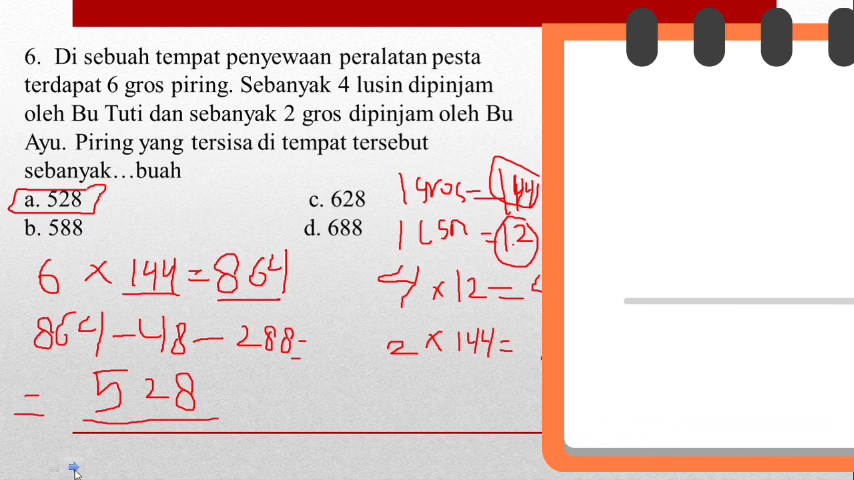 6. Di sebuah tempat penyewaan peralatan pesta
terdapat 6 gros piring. Sebanyak 4 lusin dipinjam
oleh Bu Tuti dan sebanyak 2 gros dipinjam oleh Bu
Ayu. Piring yang tersisa di tempat tersebut
sebanyak…buah
a. 528 c. 628
b. 588 d. 688
1 Gros = 144
1 LSn = 12
6 × 144 = 864
4 × 12 =
864 - 48 - 288 =
2 × 144 =
= 528